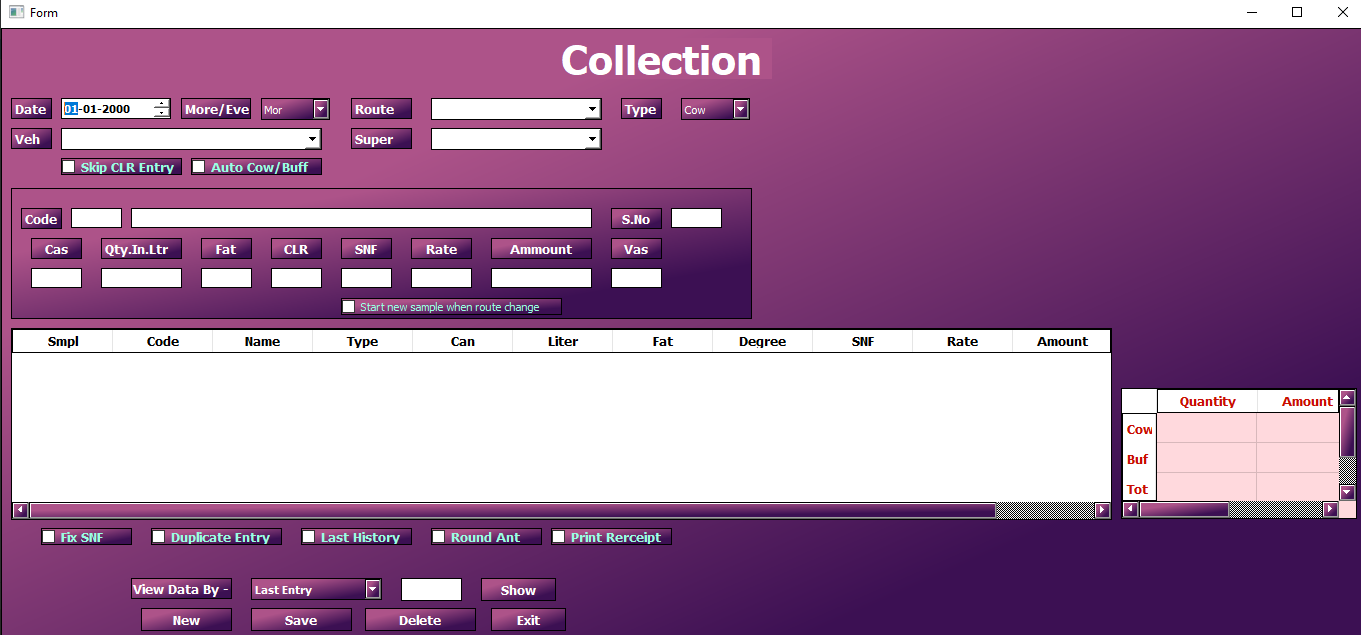 Form
Collection
Date 01-01-2000 More/Eve Mor Route Type Cow
Veh Super
Skip CLR Entry Auto Cow/Buff
Code S.No
Cas Qty.In.Ltr Fat CLR SNF Rate Ammount Vas
Start new sample when route change
Smpl Code Name Type Can Liter Fat Degree SNF Rate Amount
Quantity Amount
Cow
Buf
Tot
Fix SNF Duplicate Entry Last History Round Ant Print Rerceipt
View Data By - Last Entry Show
New Save Delete Exit